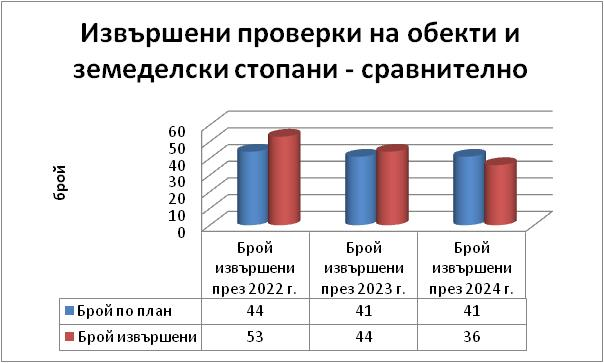 Извършени проверки на обекти и
земеделски стопани - сравнително
брой
60
50
40
30
20
10
0
Брой извършени през 2022 г.
Брой извършени през 2023 г.
Брой извършени през 2024 г.
Брой по план 44 41 41
Брой извършени 53 44 36